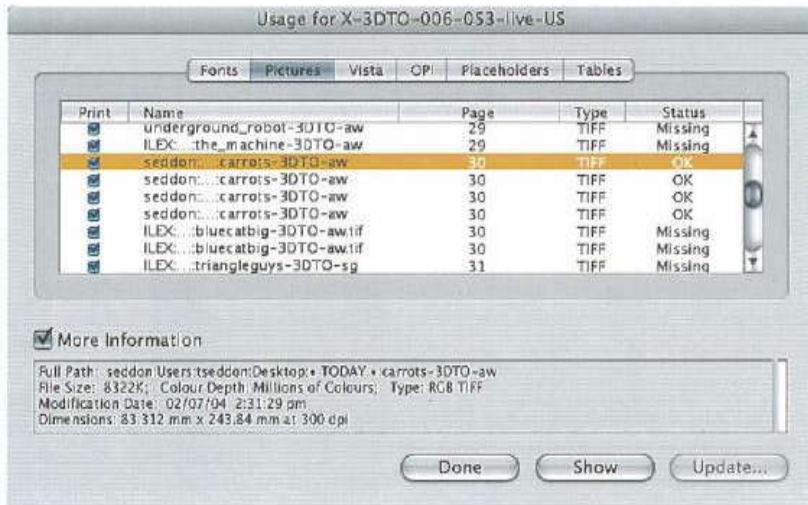 Usage for X-3DTO-006-053-live-US
Fonts Pictures Vista OPI Placeholders Tables
Print Name Page Type Status
underground_robot-3DTO-aw 29 TIFF Missing
ILEX:...:the_machine-3DTO-aw 29 TIFF Missing
seddon:...:carrots-3DTO-aw 30 TIFF OK
seddon:...:carrots-3DTO-aw 30 TIFF OK
seddon:...:carrots-3DTO-aw 30 TIFF OK
seddon:...:carrots-3DTO-aw 30 TIFF OK
ILEX:...:bluecatbig-3DTO-aw.tif 30 TIFF Missing
ILEX:...:bluecatbig-3DTO-aw.tif 30 TIFF Missing
ILEX:...:triangleguys-3DTO-sg 31 TIFF Missing
More Information
Full Path: seddon:Users:tseddon:Desktop:• TODAY •:carrots-3DTO-aw
File Size: 8322K; Colour Depth: Millions of Colours; Type: RGB TIFF
Modification Date: 02/07/04 2:31:29 pm
Dimensions: 83.312 mm x 243.84 mm at 300 dpi
Done Show Update...